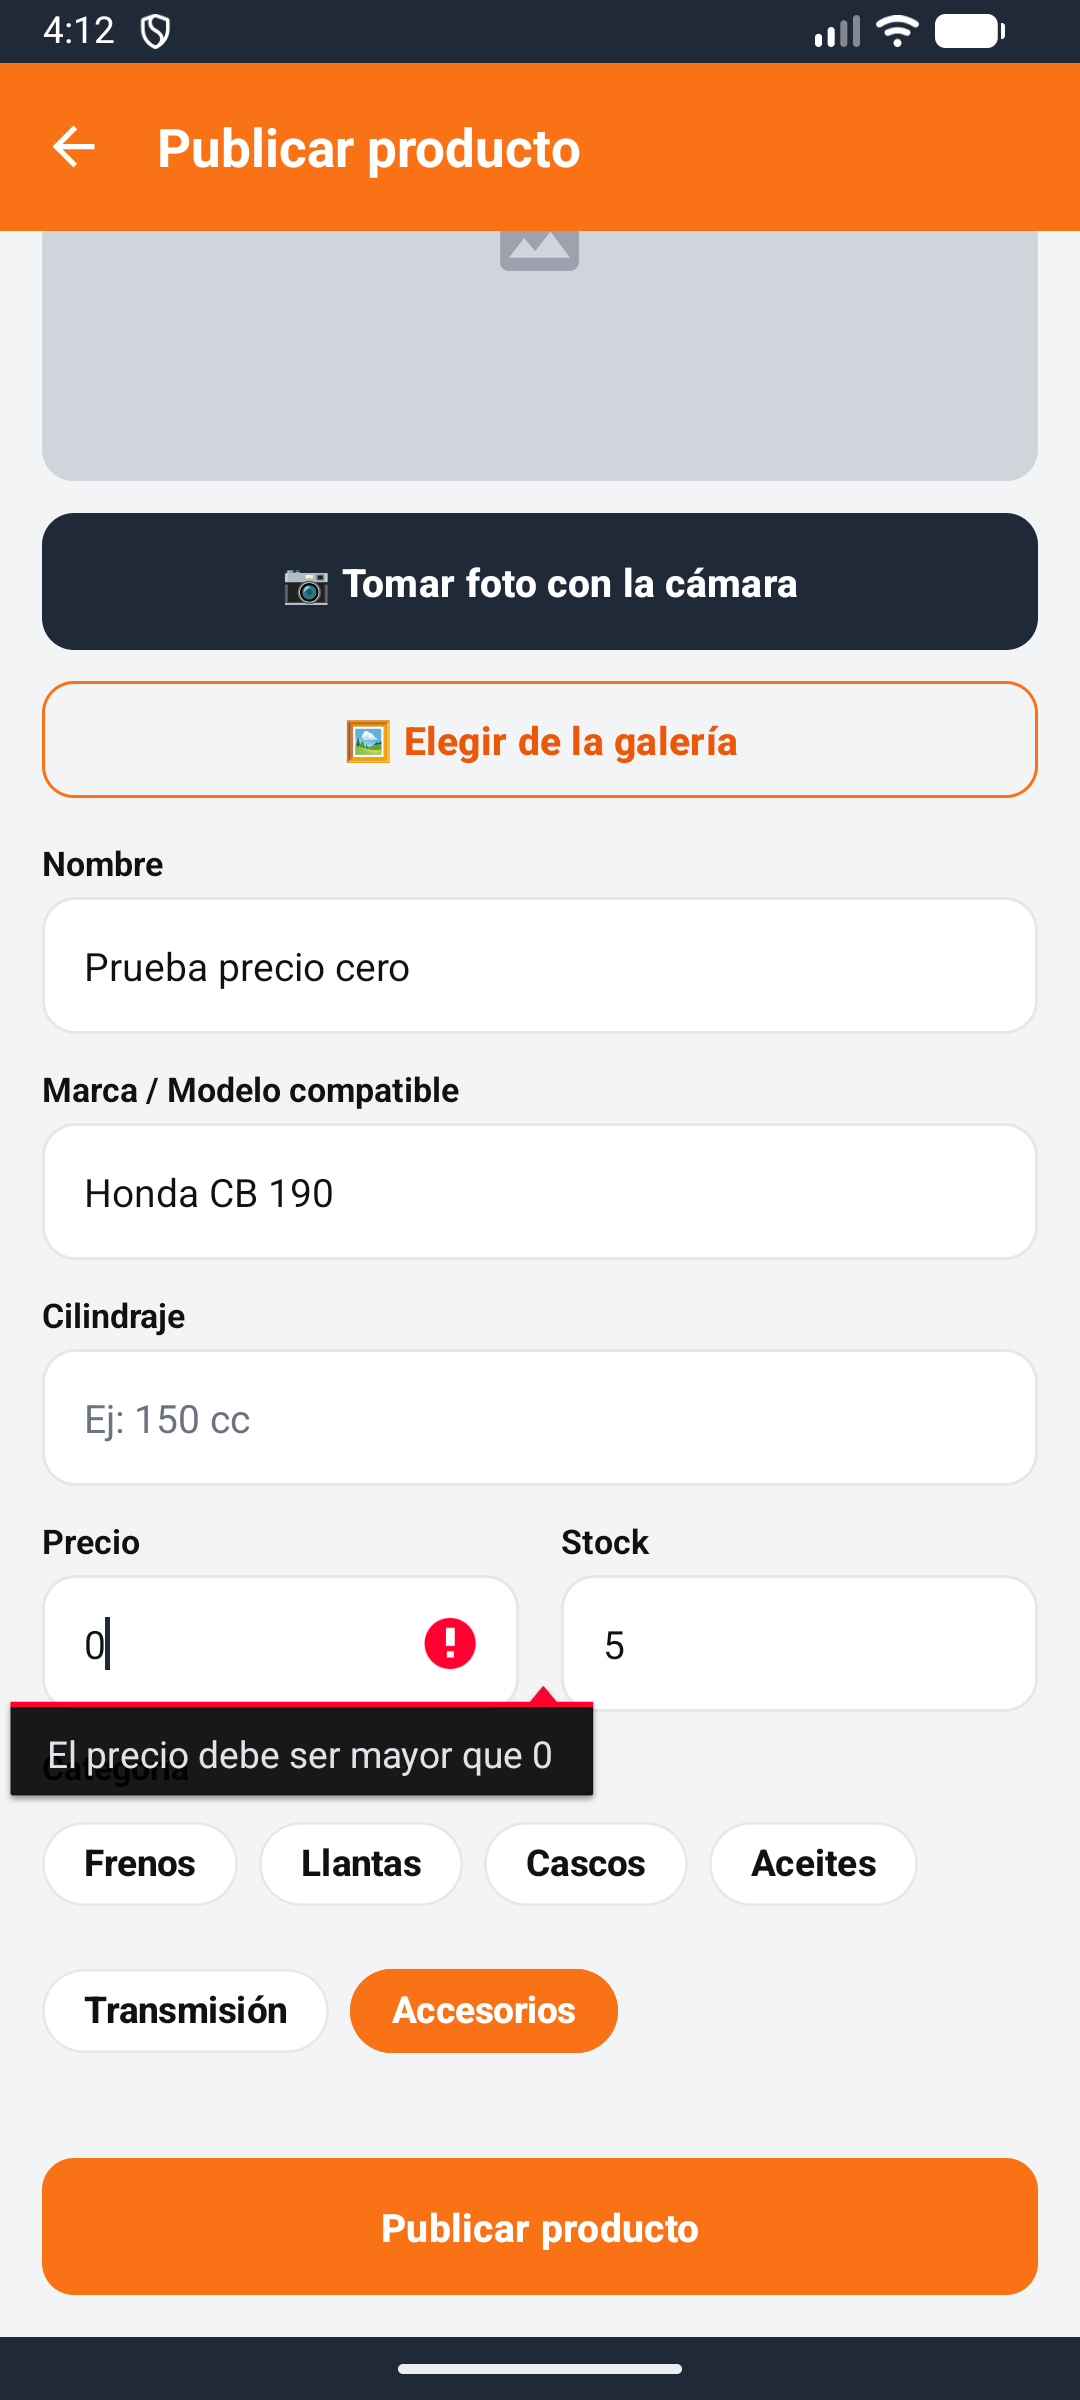 4:12
Publicar producto
Tomar foto con la cámara
Elegir de la galería
Nombre
Prueba precio cero
Marca / Modelo compatible
Honda CB 190
Cilindraje
Ej: 150 cc
Precio
Stock
0
5
El precio debe ser mayor que 0
Categoría
Frenos
Llantas
Cascos
Aceites
Transmisión
Accesorios
Publicar producto